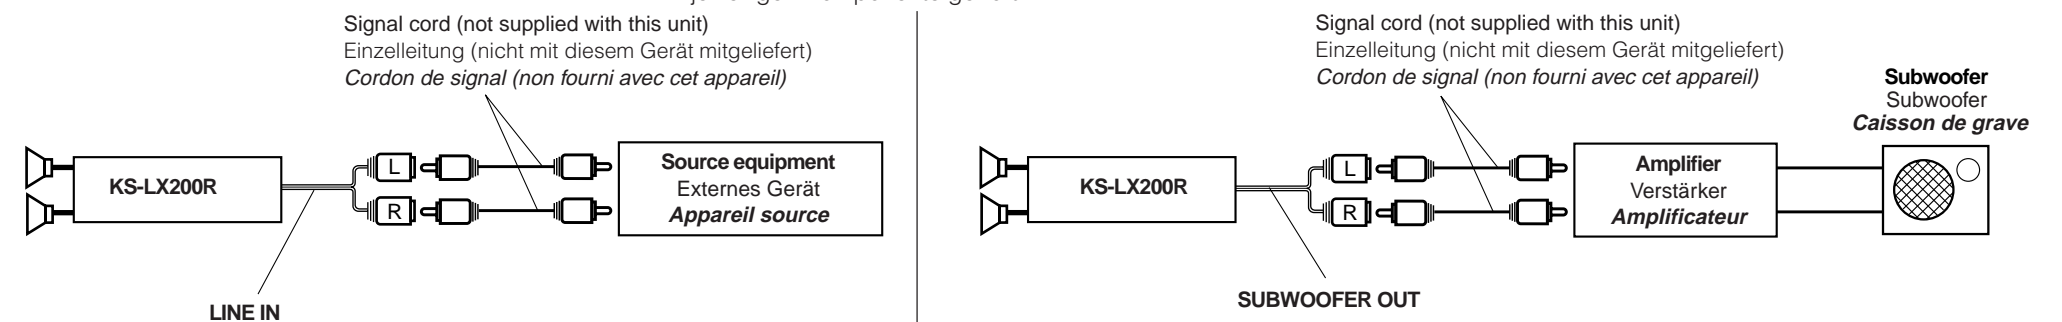 Signal cord (not supplied with this unit)
Einzelleitung (nicht mit diesem Gerät mitgeliefert)
Cordon de signal (non fourni avec cet appareil)
KS-LX200R
L
R
Source equipment
Externes Gerät
Appareil source
LINE IN
Signal cord (not supplied with this unit)
Einzelleitung (nicht mit diesem Gerät mitgeliefert)
Cordon de signal (non fourni avec cet appareil)
Subwoofer
Subwoofer
Caisson de grave
KS-LX200R
L
R
Amplifier
Verstärker
Amplificateur
SUBWOOFER OUT